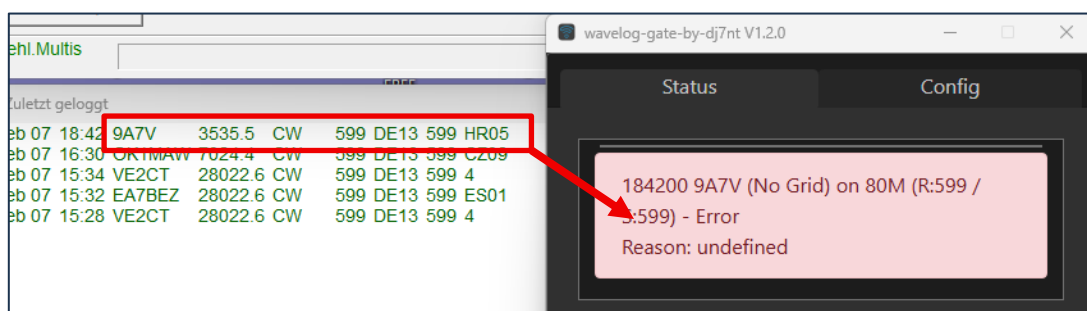 ehl.Multis
Zuletzt geloggt
eb 07 18:42 9A7V 3535.5 CW 599 DE13 599 HR05
eb 07 16:30 OK1MAW 7024.4 CW 599 DE13 599 CZ09
eb 07 15:34 VE2CT 28022.6 CW 599 DE13 599 4
eb 07 15:32 EA7BEZ 28022.6 CW 599 DE13 599 ES01
eb 07 15:28 VE2CT 28022.6 CW 599 DE13 599 4
wavelog-gate-by-dj7nt V1.2.0
Status Config
184200 9A7V (No Grid) on 80M (R:599 /
S:599) - Error
Reason: undefined